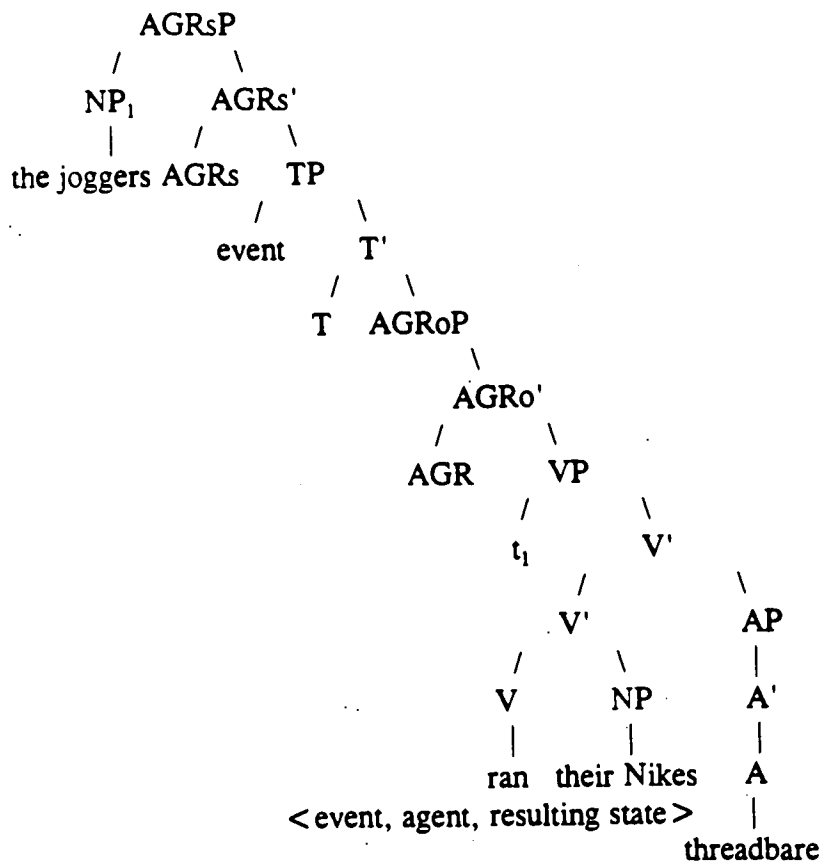 AGRsP
NP₁ AGRs'
the joggers AGRs TP
event T'
T AGRoP
AGRo'
AGR VP
t₁ V'
V' AP
V NP A'
ran their Nikes A
<event, agent, resulting state>
threadbare